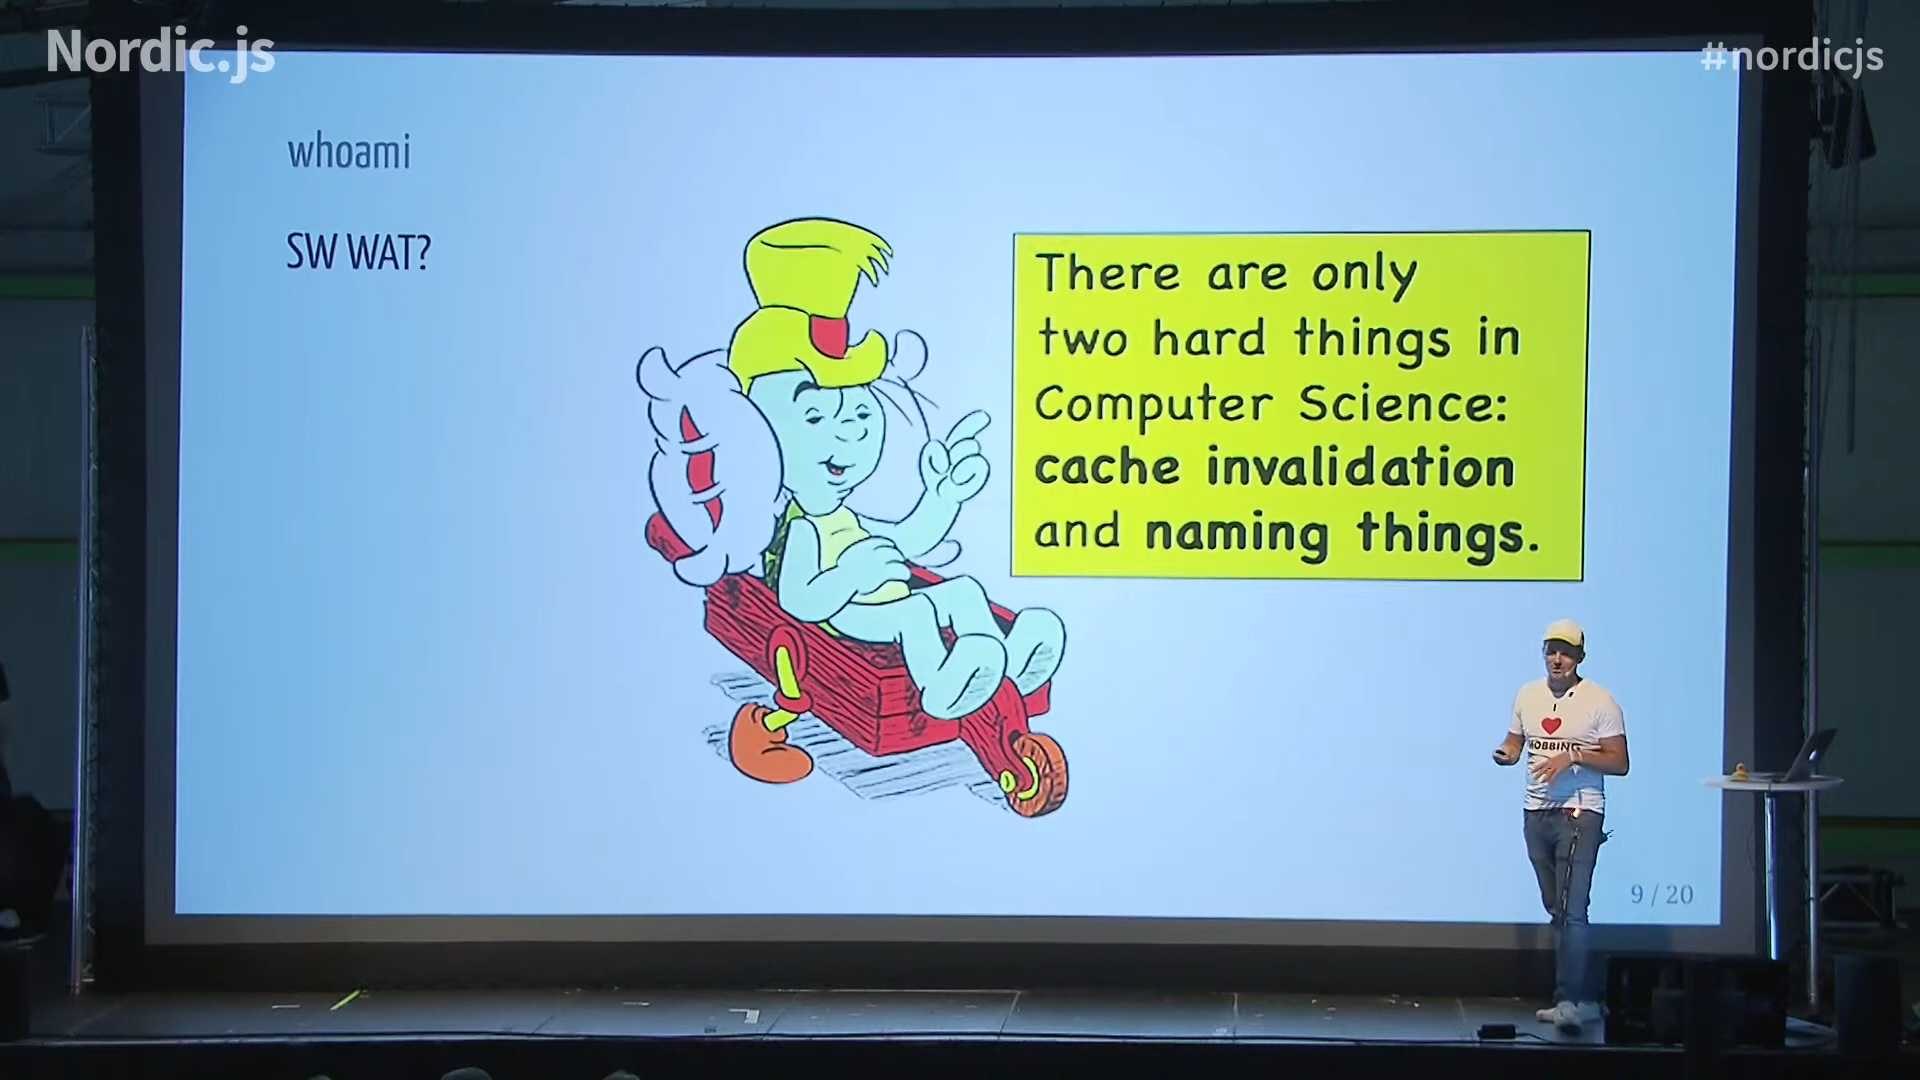 Nordic.js
#nordicjs
whoami
SW WAT?
There are only
two hard things in
Computer Science:
cache invalidation
and naming things.
MOBBING
9 / 20